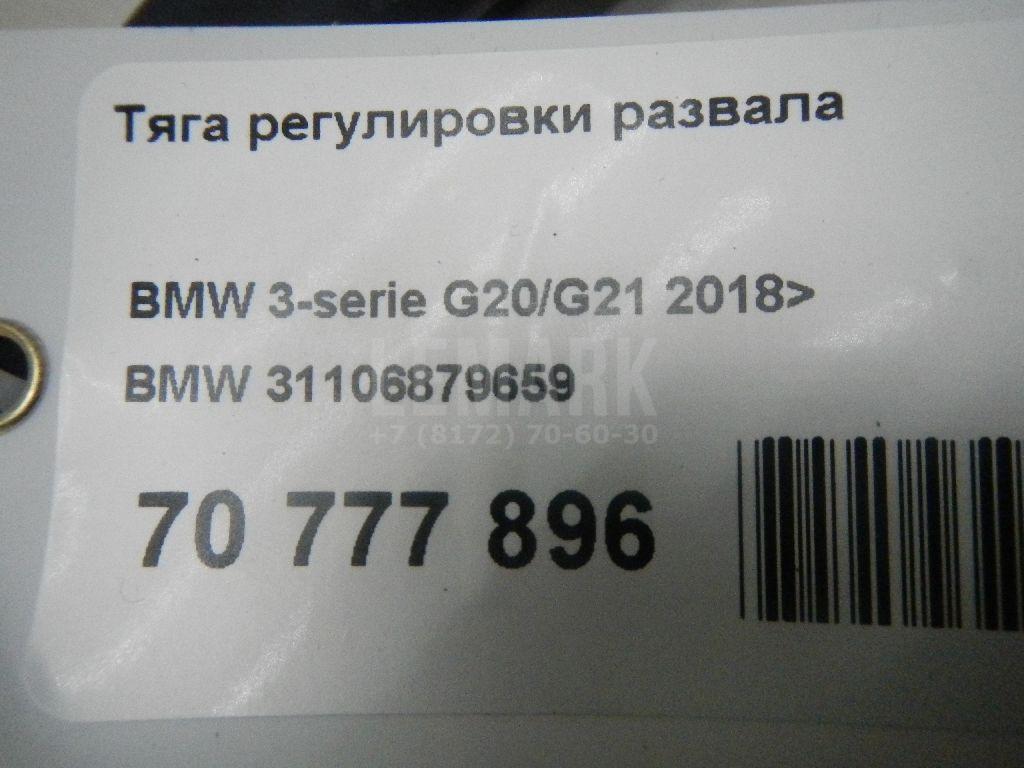 Тяга регулировки развала
BMW 3-serie G20/G21 2018>
BMW 31106879659
LEMARK
+7 (8172) 70-60-30
70 777 896